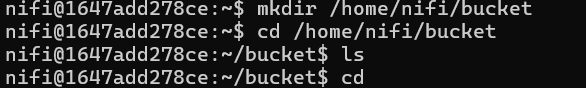 nifi@1647add278ce:~$ mkdir /home/nifi/bucket
nifi@1647add278ce:~$ cd /home/nifi/bucket
nifi@1647add278ce:~/bucket$ ls
nifi@1647add278ce:~/bucket$ cd